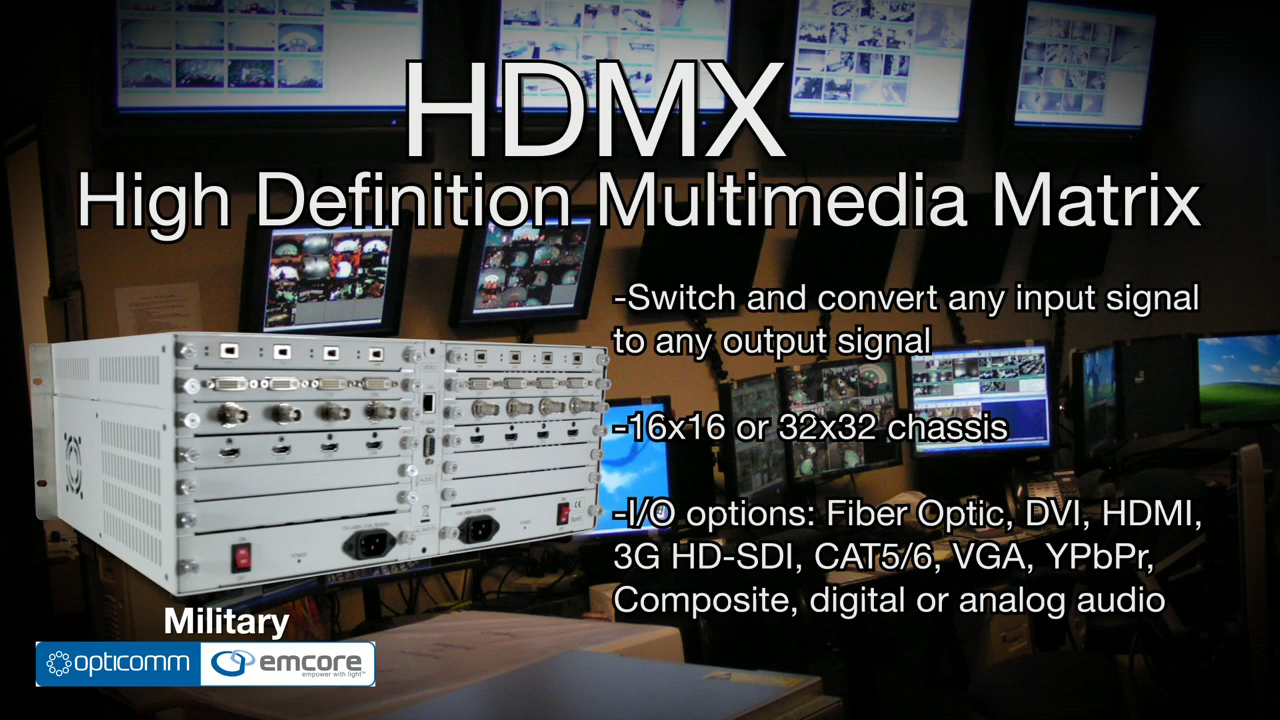 HDMX
High Definition Multimedia Matrix
-Switch and convert any input signal
to any output signal
-16x16 or 32x32 chassis
-I/O options: Fiber Optic, DVI, HDMI,
3G HD-SDI, CAT5/6, VGA, YPbPr,
Composite, digital or analog audio
Military
opticomm
emcore
empower with light™